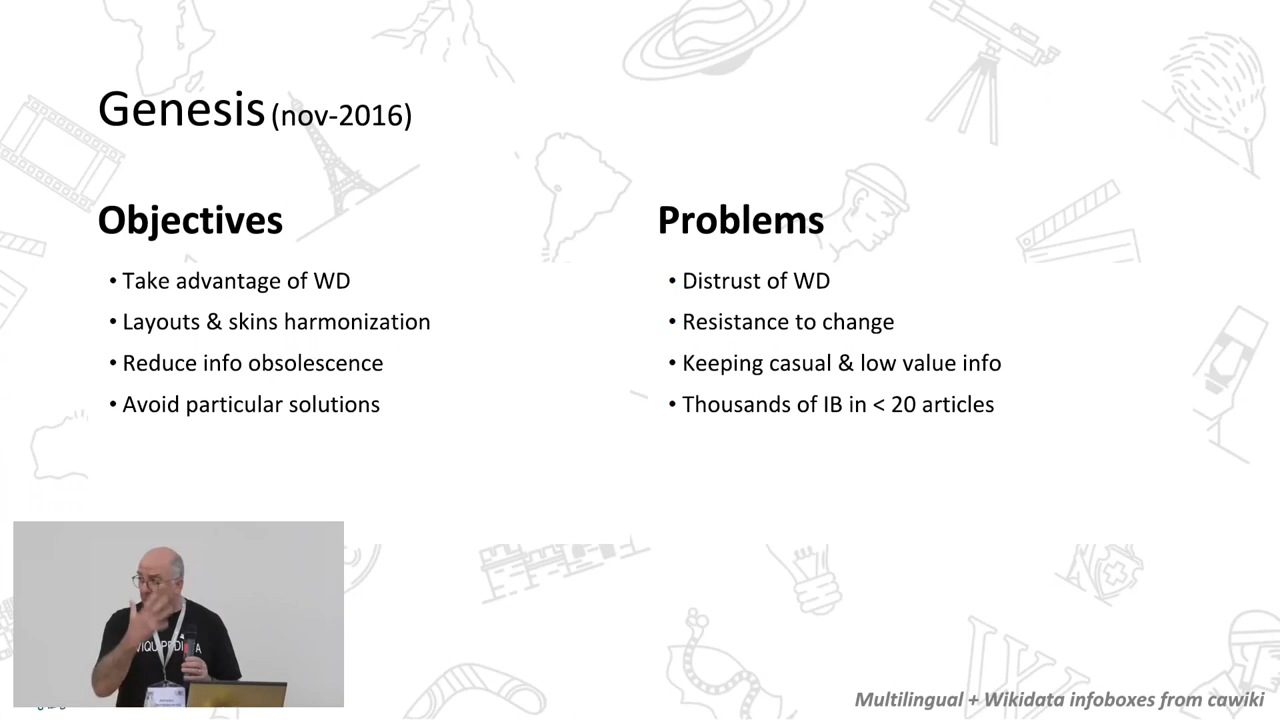 Genesis (nov-2016)
Objectives
• Take advantage of WD
• Layouts & skins harmonization
• Reduce info obsolescence
• Avoid particular solutions
Problems
• Distrust of WD
• Resistance to change
• Keeping casual & low value info
• Thousands of IB in < 20 articles
Multilingual + Wikidata infoboxes from cawiki